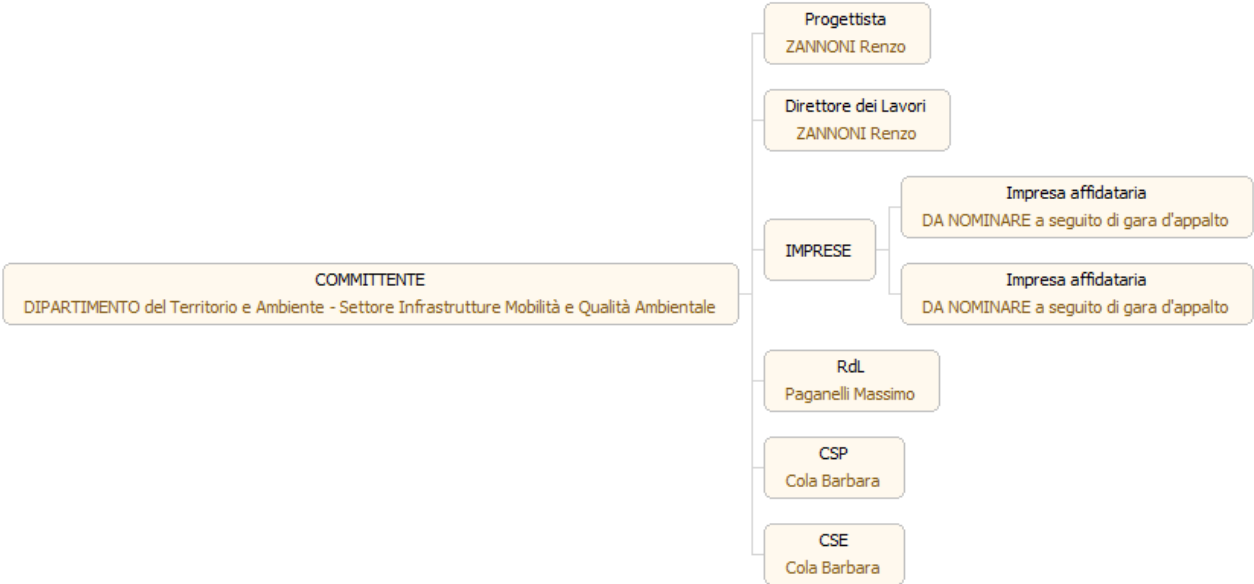 Progettista
ZANNONI Renzo
Direttore dei Lavori
ZANNONI Renzo
Impresa affidataria
DA NOMINARE a seguito di gara d'appalto
IMPRESE
COMMITTENTE
DIPARTIMENTO del Territorio e Ambiente - Settore Infrastrutture Mobilità e Qualità Ambientale
Impresa affidataria
DA NOMINARE a seguito di gara d'appalto
RdL
Paganelli Massimo
CSP
Cola Barbara
CSE
Cola Barbara